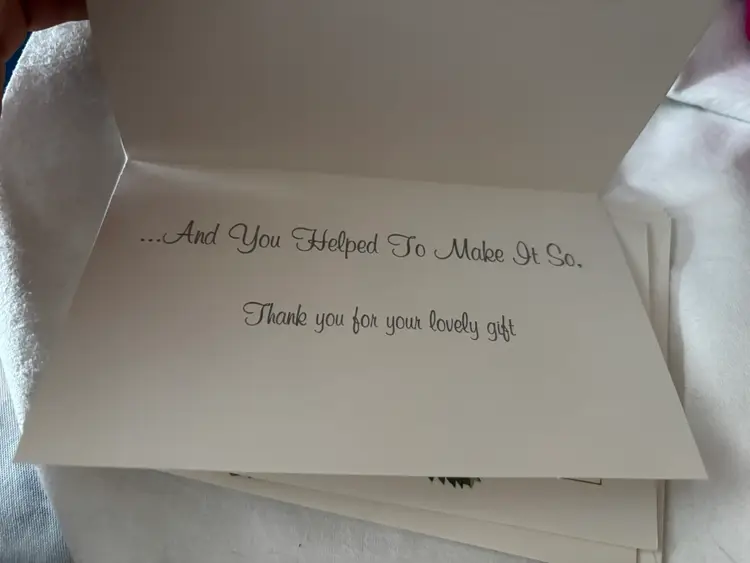 ...And You Helped To Make It So.
Thank you for your lovely gift